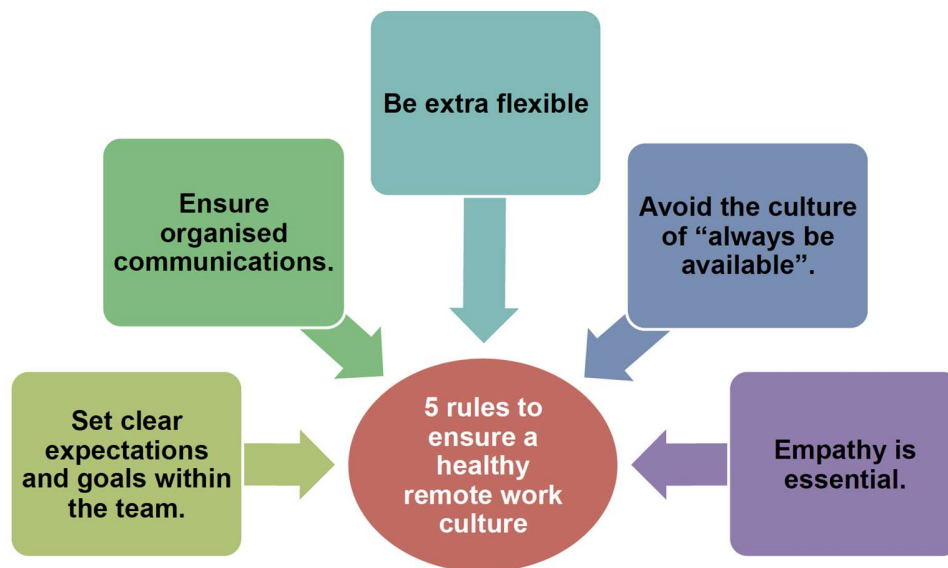 Be extra flexible
Ensure
organised
communications.
Avoid the culture
of “always be
available”.
Set clear
expectations
and goals within
the team.
5 rules to
ensure a
healthy
remote work
culture
Empathy is
essential.